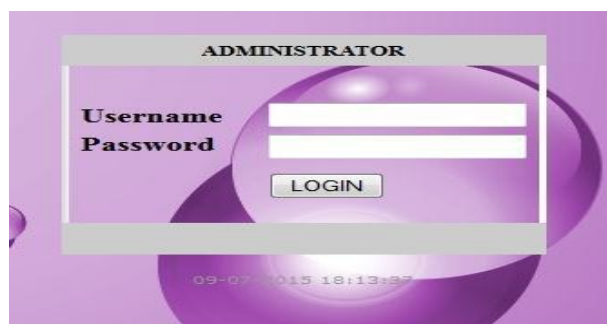 ADMINISTRATOR
Username
Password
LOGIN
09-07-2015 18:13:37